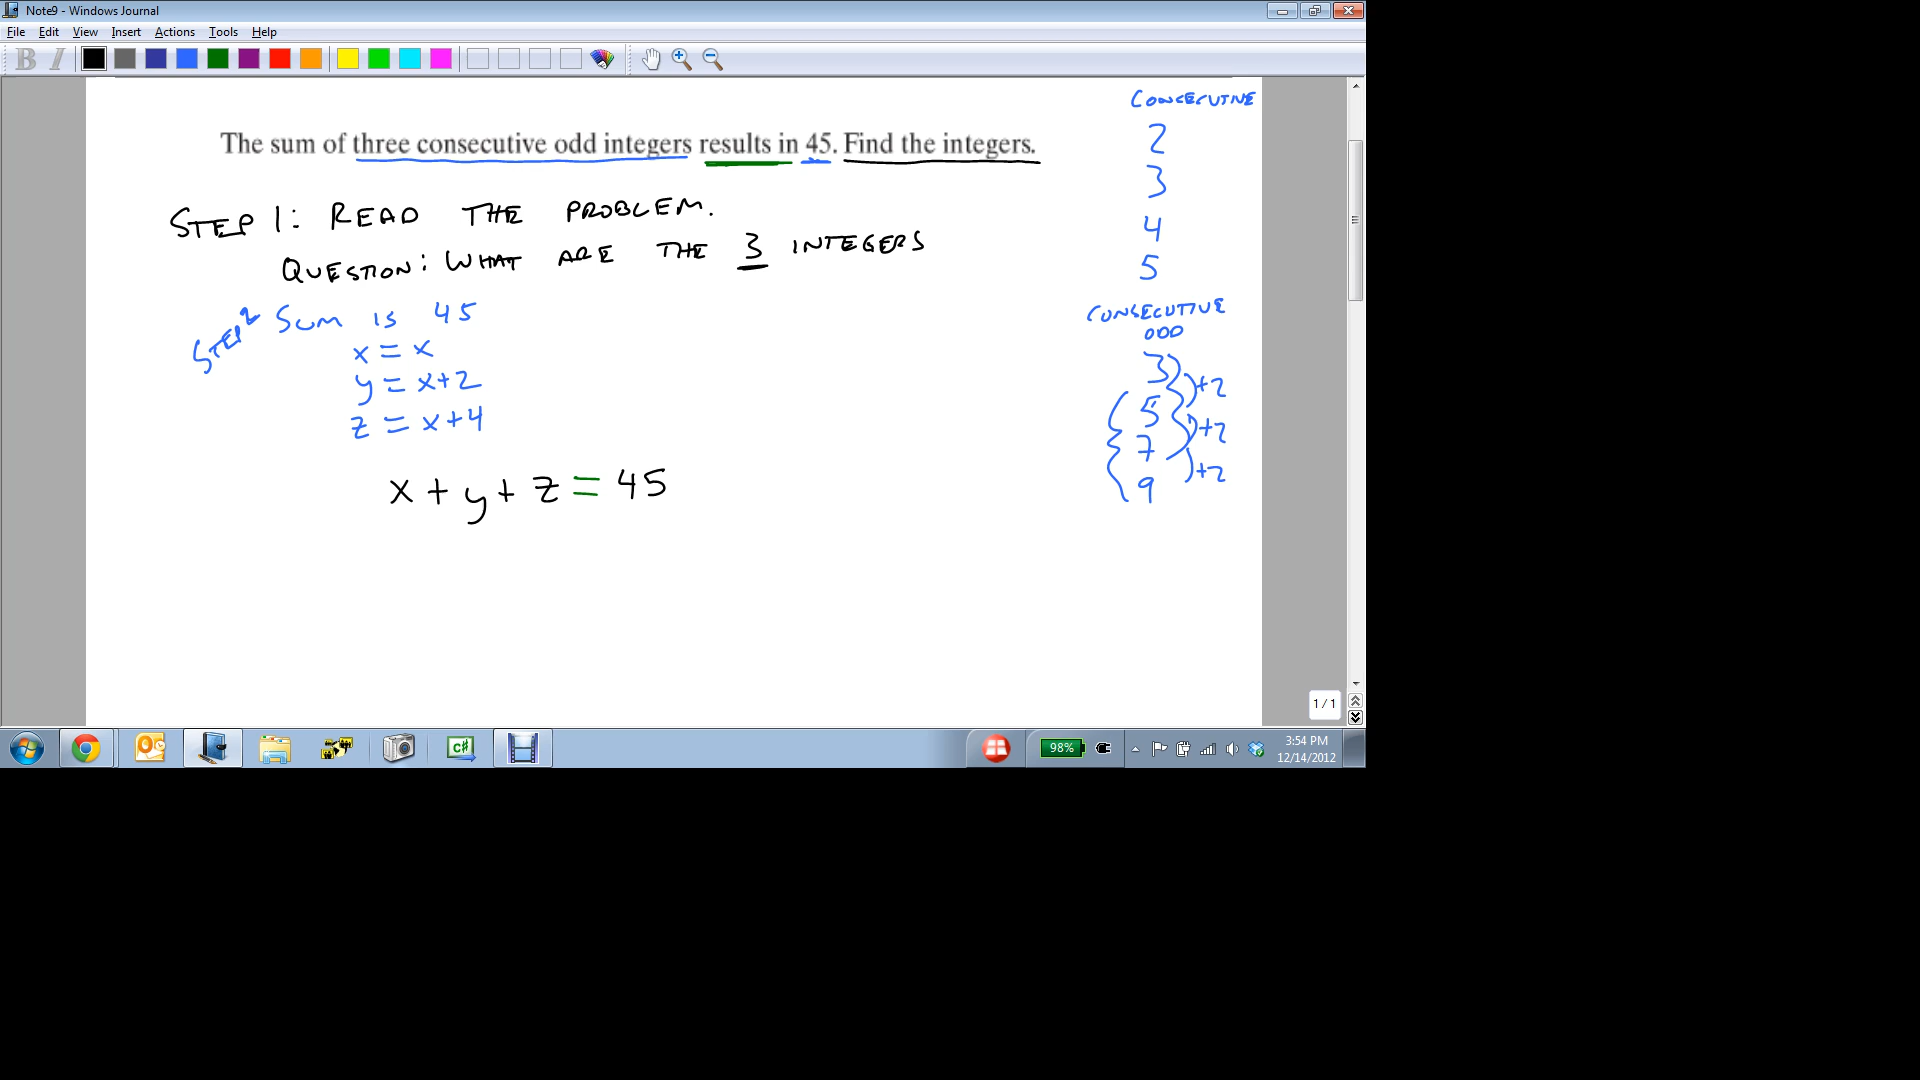 Note9 - Windows Journal
File Edit View Insert Actions Tools Help
B I
The sum of three consecutive odd integers results in 45. Find the integers.
STEP 1: READ THE PROBLEM.
QUESTION: WHAT ARE THE 3 INTEGERS
STEP 2 Sum is 45
x = x
y = x+2
z = x+4
x + y + z = 45
CONSECUTIVE
2
3
4
5
CONSECUTIVE
ODD
3
+2
5
+2
7
+2
9
1 / 1
C#
98%
3:54 PM
12/14/2012